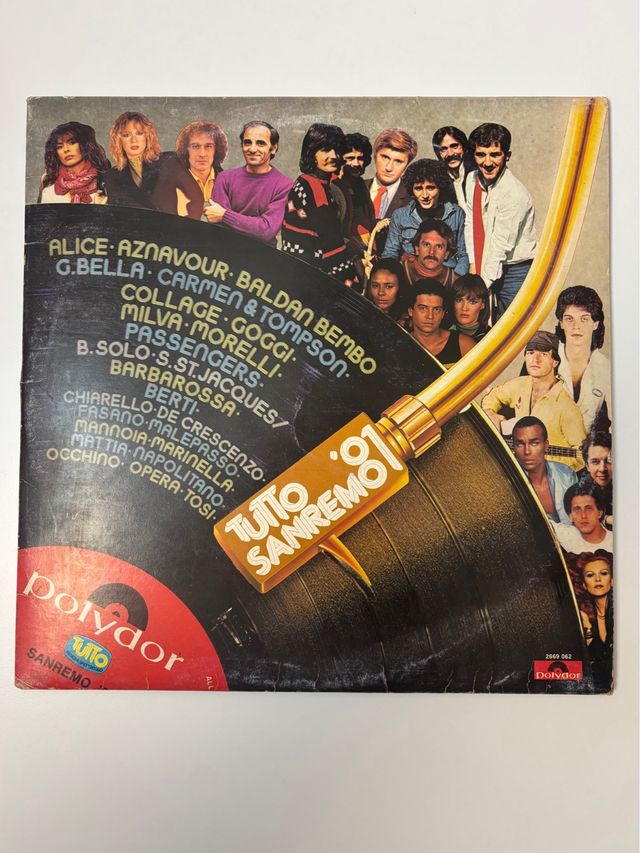 ALICE · AZNAVOUR · BALDAN BEMBO
G.BELLA · CARMEN & TOMPSON ·
COLLAGE · GOGGI ·
MILVA · MORELLI ·
PASSENGERS ·
B.SOLO · S.ST.JACQUES/
BARBAROSSA ·
BERTI ·
CHIARELLO · DE CRESCENZO ·
FASANO · MALEPASSO ·
MANNOIA · MARINELLA ·
MATTIA · NAPOLITANO ·
OCCHINO · OPERA · TOSI ·
TUTTO '81
SANREMO
polydor
TUTTO
SANREMO
ALL
2669 062
polydor